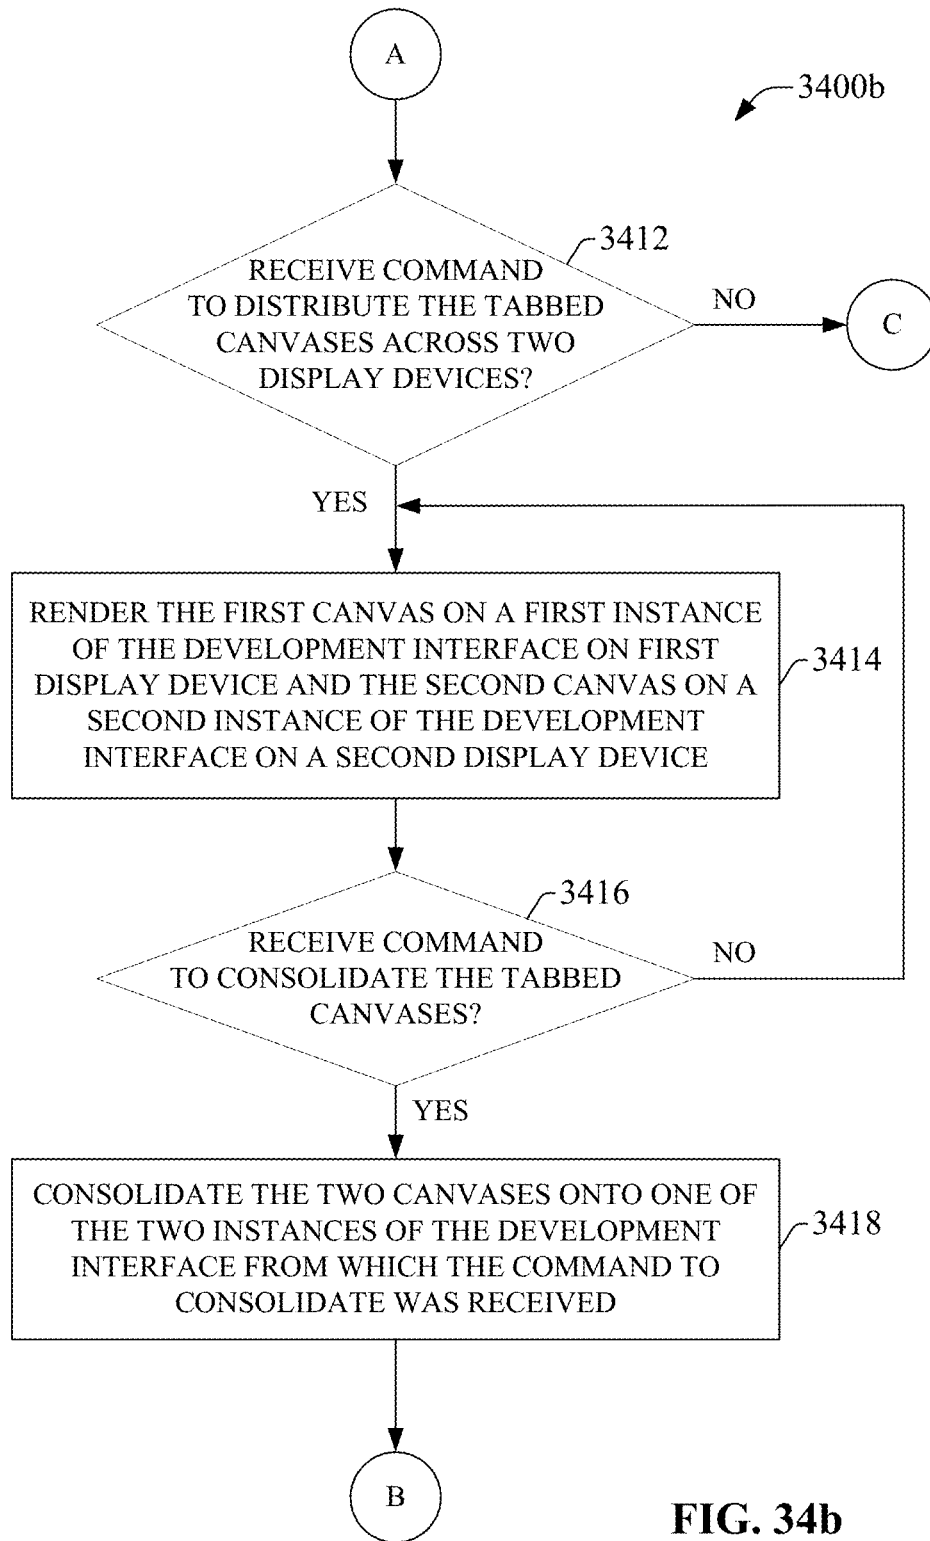 A
3400b
3412
RECEIVE COMMAND
TO DISTRIBUTE THE TABBED
CANVASES ACROSS TWO
DISPLAY DEVICES?
NO
C
YES
RENDER THE FIRST CANVAS ON A FIRST INSTANCE
OF THE DEVELOPMENT INTERFACE ON FIRST
DISPLAY DEVICE AND THE SECOND CANVAS ON A
SECOND INSTANCE OF THE DEVELOPMENT
INTERFACE ON A SECOND DISPLAY DEVICE
3414
3416
RECEIVE COMMAND
TO CONSOLIDATE THE TABBED
CANVASES?
NO
YES
CONSOLIDATE THE TWO CANVASES ONTO ONE OF
THE TWO INSTANCES OF THE DEVELOPMENT
INTERFACE FROM WHICH THE COMMAND TO
CONSOLIDATE WAS RECEIVED
3418
B
FIG. 34b